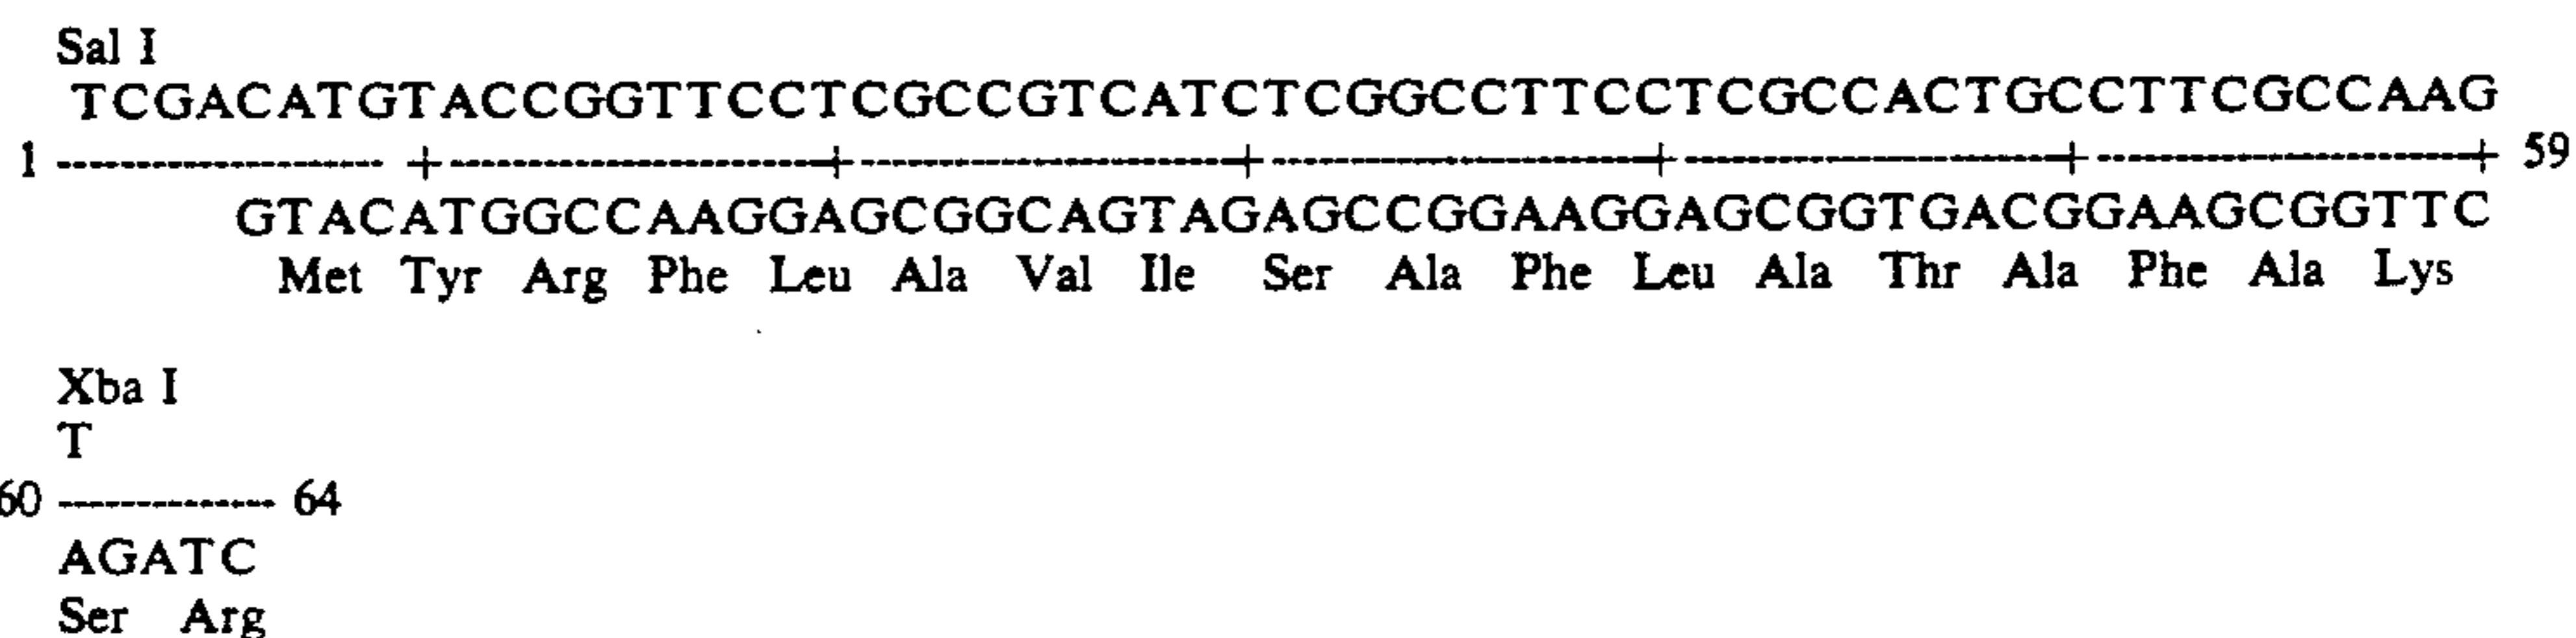 Sal I
TCGACATGTACCGGTTCCTCGCCGTCATCTCGGCCTTCCTCGCCACTGCCTTCGCCAAG
1 ------------------ +---------------------+---------------------+---------------------+---------------------+---------------------+ 59
GTACATGGCCAAGGAGCGGCAGTAGAGCCGGAAGGAGCGGTGACGGAAGCGGTTC
Met Tyr Arg Phe Leu Ala Val Ile Ser Ala Phe Leu Ala Thr Ala Phe Ala Lys
Xba I
T
60 ------------- 64
AGATC
Ser Arg